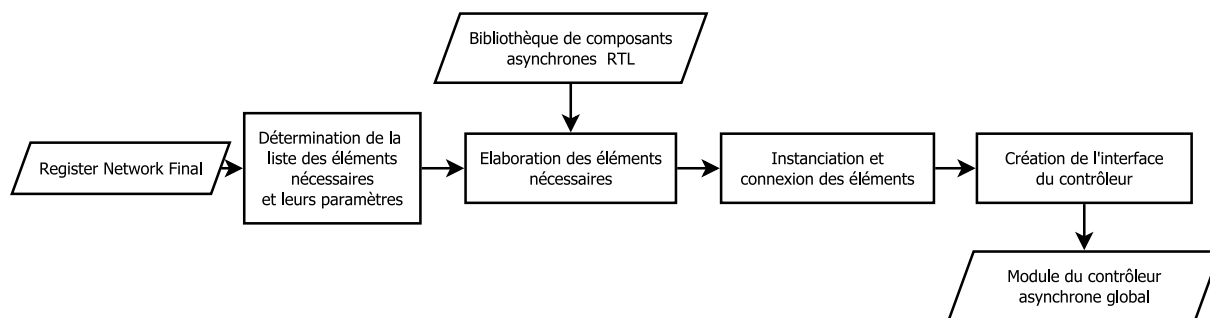 Bibliothèque de composants
asynchrones RTL
Register Network Final
Détermination de la
liste des éléments
nécessaires
et leurs paramètres
Elaboration des éléments
nécessaires
Instanciation et
connexion des éléments
Création de l'interface
du contrôleur
Module du contrôleur
asynchrone global